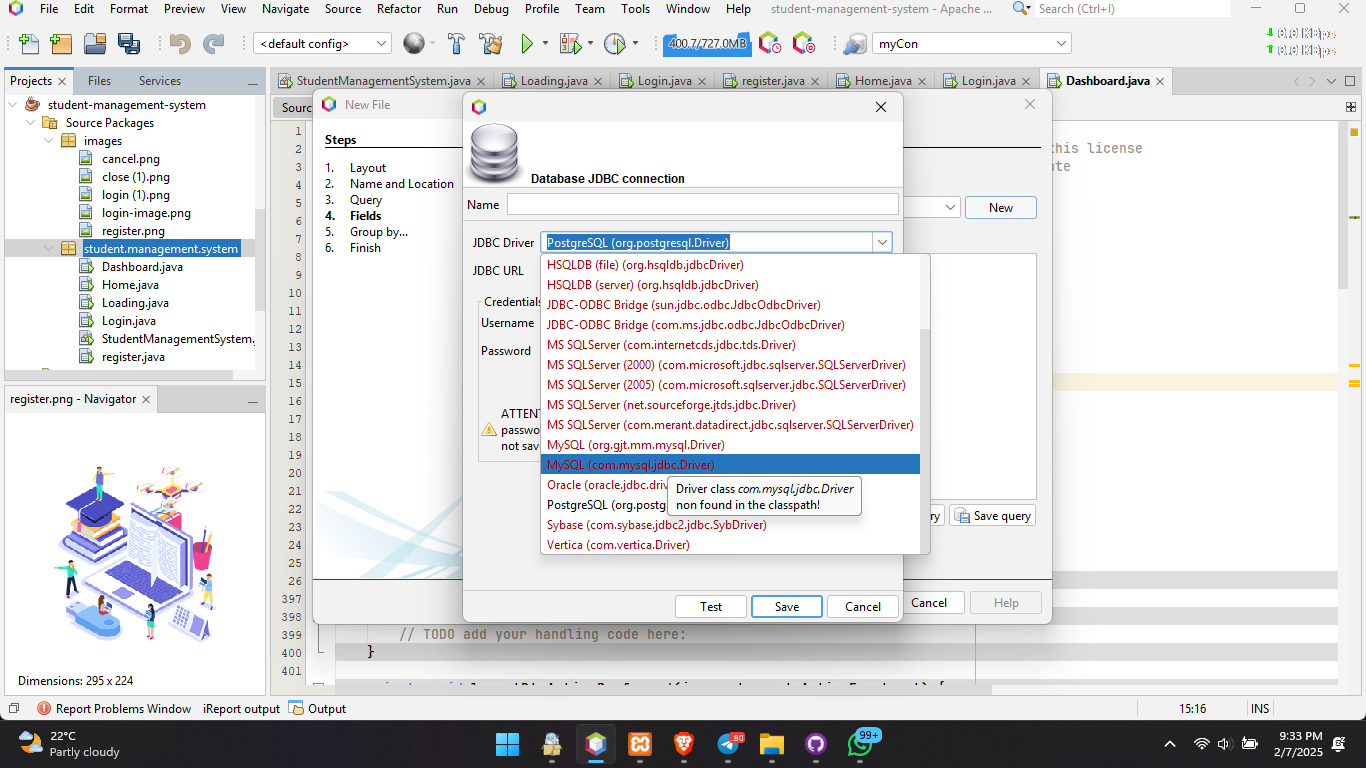 File Edit Format Preview View Navigate Source Refactor Run Debug Profile Team Tools Window Help student-management-system - Apache ... Search (Ctrl+I)
<default config> 400.7/727.0MB myCon
Projects Files Services
StudentManagementSystem.java Loading.java Login.java register.java Home.java Login.java Dashboard.java
student-management-system
Source Packages
images
cancel.png
close (1).png
login (1).png
login-image.png
register.png
student.management.system
Dashboard.java
Home.java
Loading.java
Login.java
StudentManagementSystem.
register.java
register.png - Navigator
Dimensions: 295 x 224
Sour
1
2
3
4
5
6
7
8
9
10
11
12
13
14
15
16
17
18
19
20
21
22
23
24
25
26
397
398
399
400
401
this license
// TODO add your handling code here:
}
New File
Steps
1. Layout
2. Name and Location
3. Query
4. Fields
5. Group by...
6. Finish
New
Save query
Cancel Help
Database JDBC connection
Name
JDBC Driver PostgreSQL (org.postgresql.Driver)
JDBC URL
Credentials
Username
Password
ATTENT
passwo
not sav
HSQLDB (file) (org.hsqldb.jdbcDriver)
HSQLDB (server) (org.hsqldb.jdbcDriver)
JDBC-ODBC Bridge (sun.jdbc.odbc.JdbcOdbcDriver)
JDBC-ODBC Bridge (com.ms.jdbc.odbc.JdbcOdbcDriver)
MS SQLServer (com.internetcds.jdbc.tds.Driver)
MS SQLServer (2000) (com.microsoft.jdbc.sqlserver.SQLServerDriver)
MS SQLServer (2005) (com.microsoft.sqlserver.jdbc.SQLServerDriver)
MS SQLServer (net.sourceforge.jtds.jdbc.Driver)
MS SQLServer (com.merant.datadirect.jdbc.sqlserver.SQLServerDriver)
MySQL (org.gjt.mm.mysql.Driver)
MySQL (com.mysql.jdbc.Driver)
Oracle (oracle.jdbc.driv
PostgreSQL (org.postg
Sybase (com.sybase.jdbc2.jdbc.SybDriver)
Vertica (com.vertica.Driver)
Driver class com.mysql.jdbc.Driver
non found in the classpath!
Test Save Cancel
Report Problems Window iReport output Output 15:16 INS
22°C
Partly cloudy
80
99+
9:33 PM
2/7/2025